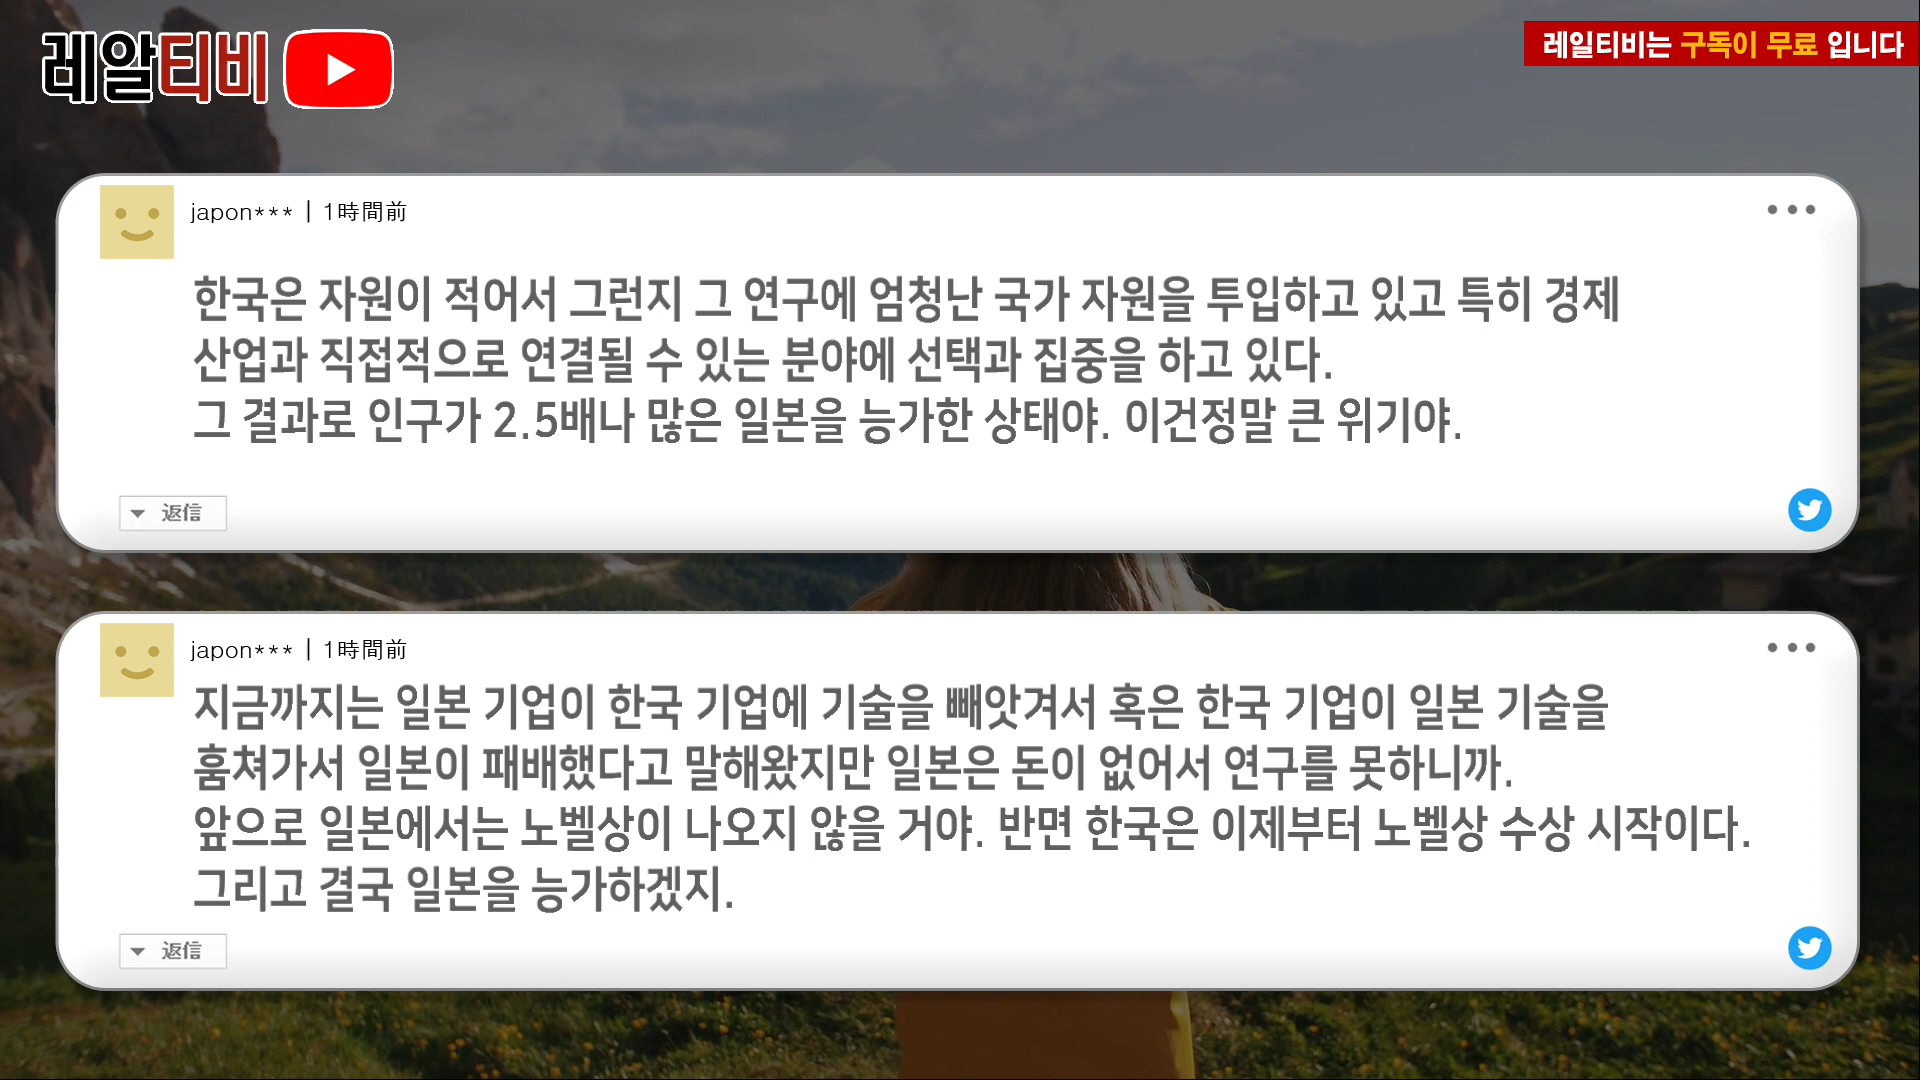 레알티비
레일티비는 구독이 무료 입니다
japon*** | 1時間前
한국은 자원이 적어서 그런지 그 연구에 엄청난 국가 자원을 투입하고 있고 특히 경제
산업과 직접적으로 연결될 수 있는 분야에 선택과 집중을 하고 있다.
그 결과로 인구가 2.5배나 많은 일본을 능가한 상태야. 이건정말 큰 위기야.
返信
japon*** | 1時間前
지금까지는 일본 기업이 한국 기업에 기술을 빼앗겨서 혹은 한국 기업이 일본 기술을
훔쳐가서 일본이 패배했다고 말해왔지만 일본은 돈이 없어서 연구를 못하니까.
앞으로 일본에서는 노벨상이 나오지 않을 거야. 반면 한국은 이제부터 노벨상 수상 시작이다.
그리고 결국 일본을 능가하겠지.
返信